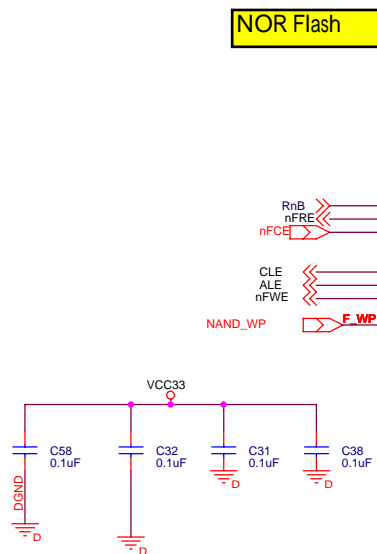 NOR Flash
RnB
nFRE
nFCE
CLE
ALE
nFWE
NAND_WP
F_WP
VCC33
C58
0.1uF
C32
0.1uF
C31
0.1uF
C38
0.1uF
DGND
D
D
D
D